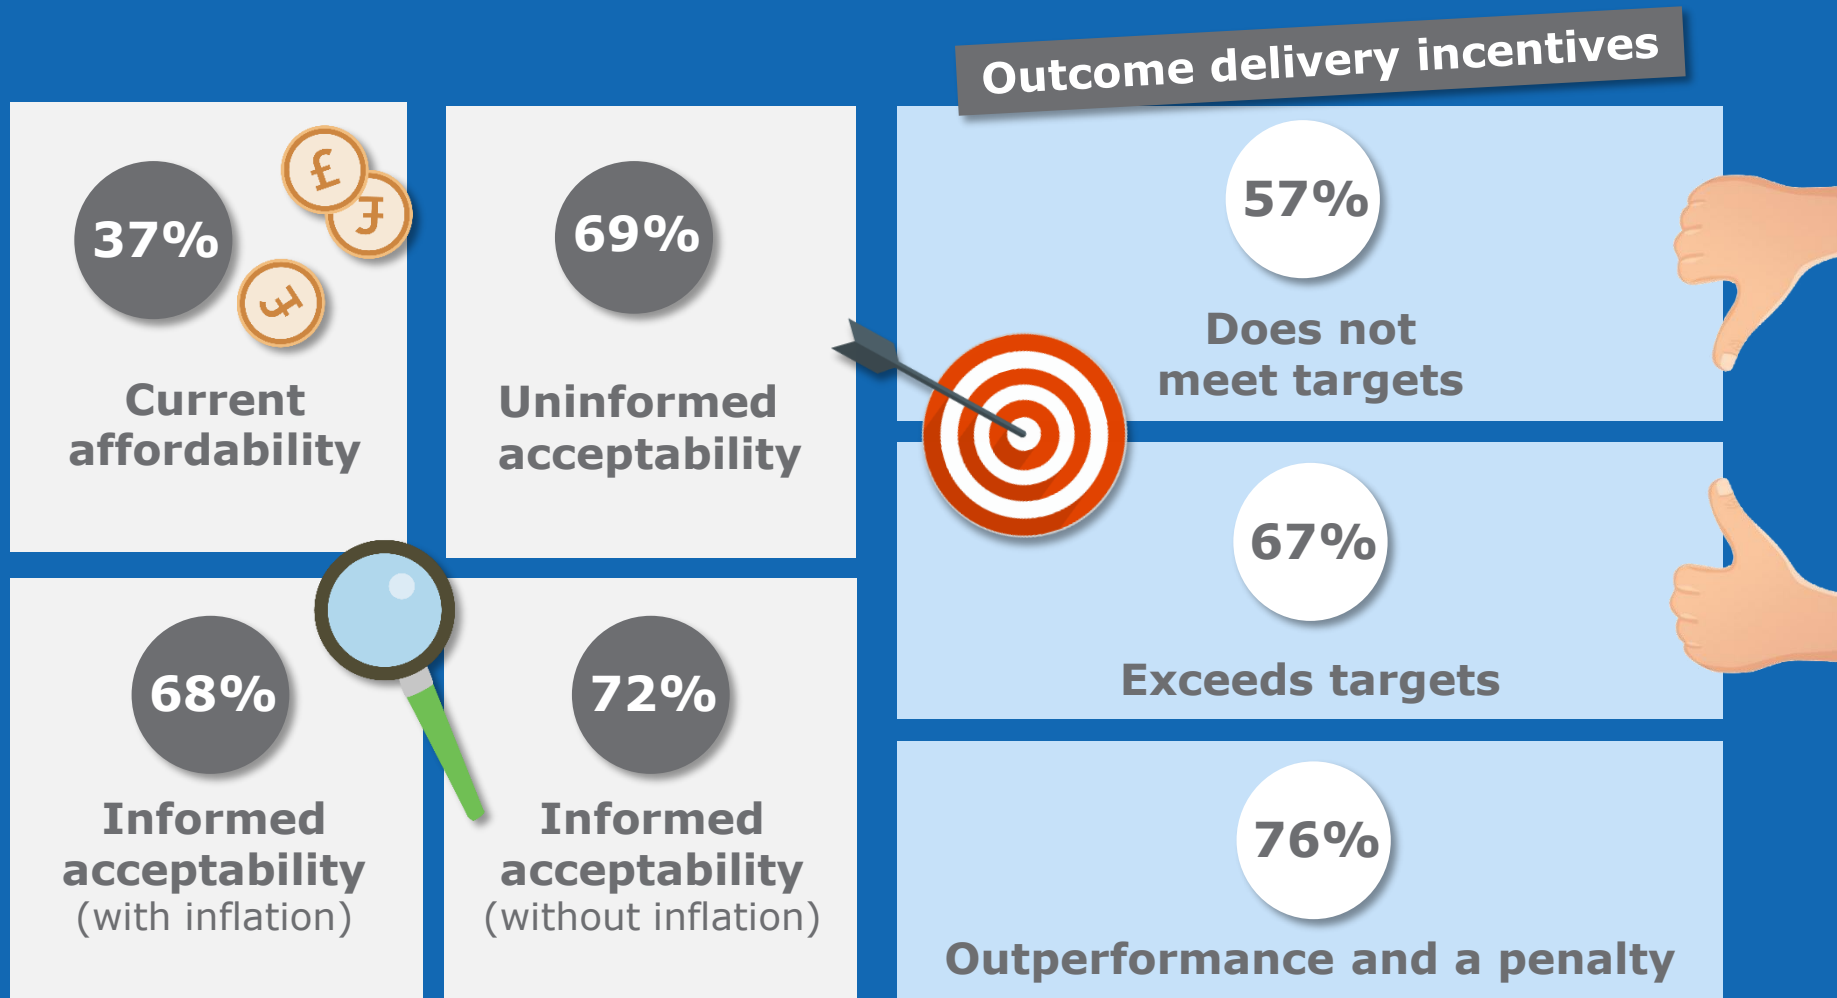 Outcome delivery incentives
37%
Current
affordability
69%
Uninformed
acceptability
68%
Informed
acceptability
(with inflation)
72%
Informed
acceptability
(without inflation)
57%
Does not
meet targets
67%
Exceeds targets
76%
Outperformance and a penalty
£
£
£